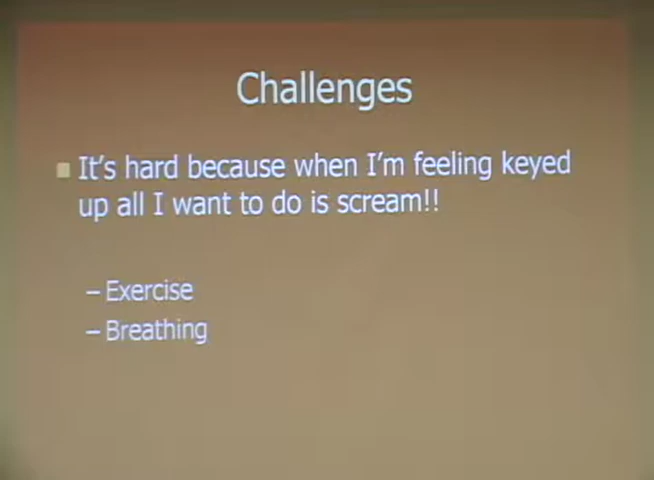 Challenges
It's hard because when I'm feeling keyed
up all I want to do is scream!!
– Exercise
– Breathing